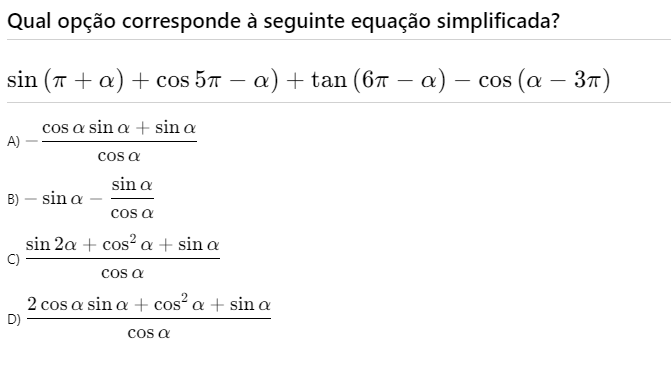 Qual opção corresponde à seguinte equação simplificada?
sin (π + α) + cos 5π − α) + tan (6π − α) − cos (α − 3π)
A) − (cos α sin α + sin α) / cos α
B) − sin α − sin α / cos α
C) (sin 2α + cos² α + sin α) / cos α
D) (2 cos α sin α + cos² α + sin α) / cos α